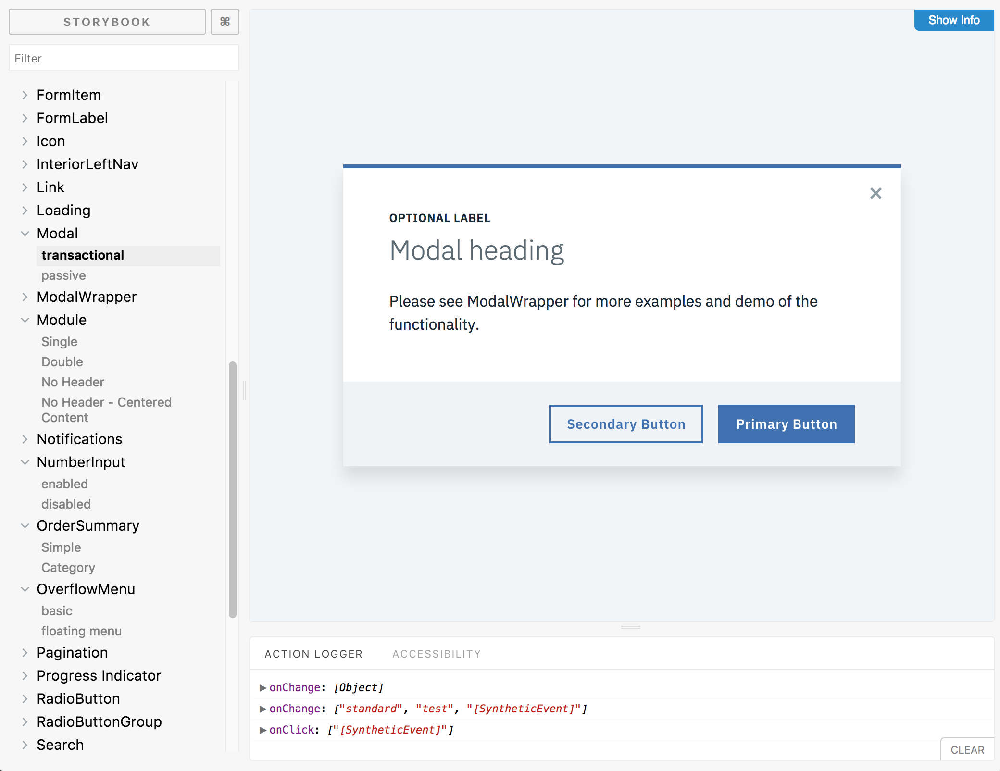 STORYBOOK
⌘
Filter
FormItem
FormLabel
Icon
InteriorLeftNav
Link
Loading
Modal
transactional
passive
ModalWrapper
Module
Single
Double
No Header
No Header - Centered
Content
Notifications
NumberInput
enabled
disabled
OrderSummary
Simple
Category
OverflowMenu
basic
floating menu
Pagination
Progress Indicator
RadioButton
RadioButtonGroup
Search
Show Info
OPTIONAL LABEL
Modal heading
Please see ModalWrapper for more examples and demo of the
functionality.
Secondary Button
Primary Button
ACTION LOGGER
ACCESSIBILITY
onChange: [Object]
onChange: ["standard", "test", "[SyntheticEvent]"]
onClick: ["[SyntheticEvent]"]
CLEAR